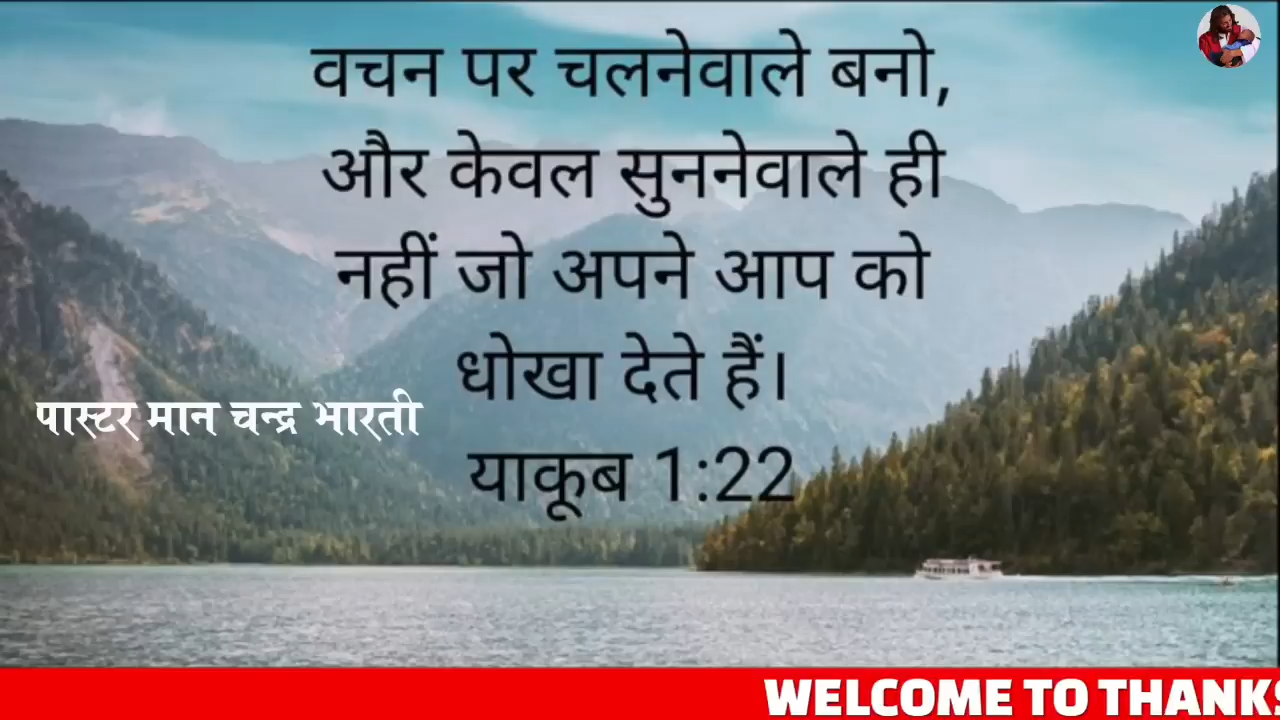 वचन पर चलनेवाले बनो,
और केवल सुननेवाले ही
नहीं जो अपने आप को
धोखा देते हैं।
पास्टर मान चन्द्र भारती
याकूब 1:22
WELCOME TO THANKS